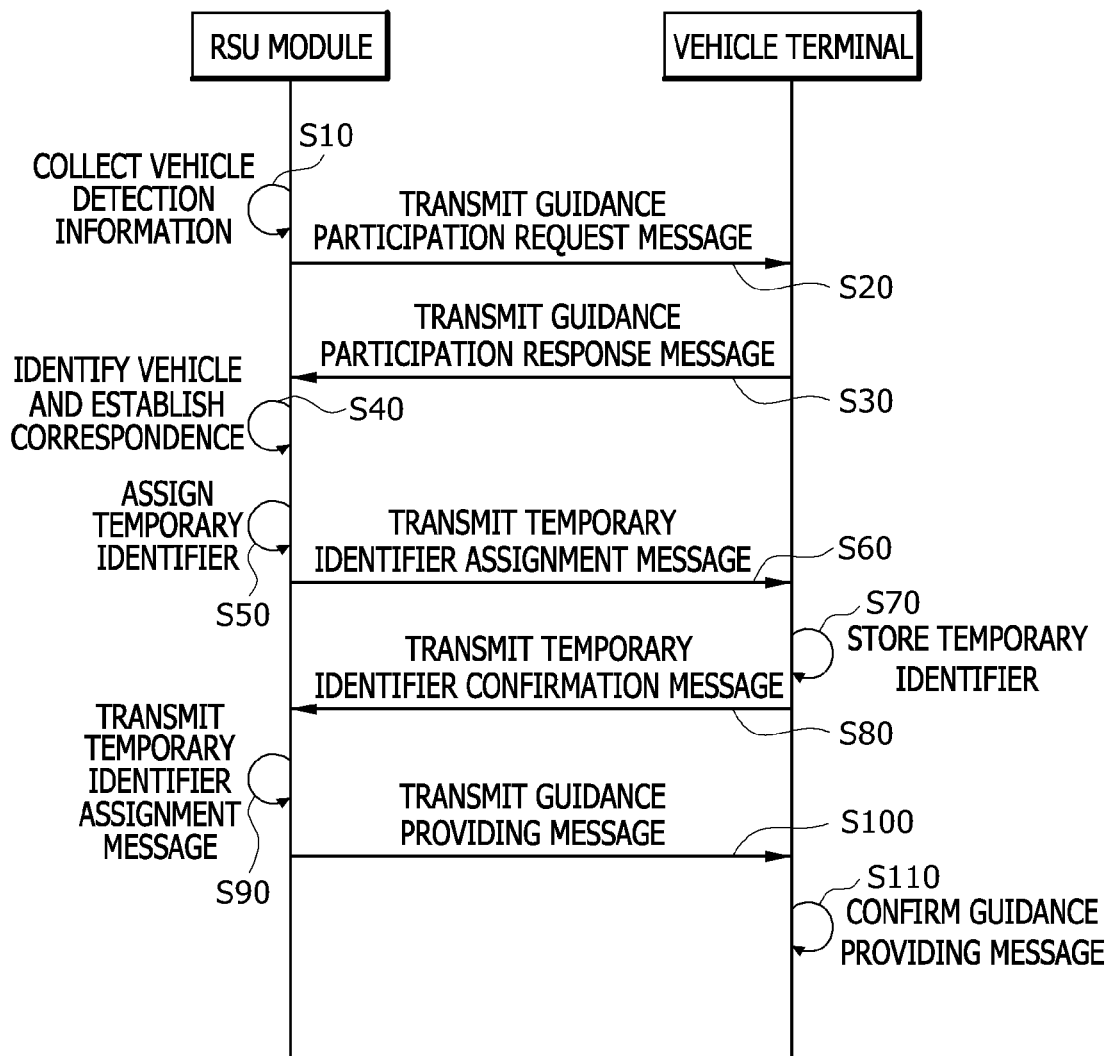 RSU MODULE
VEHICLE TERMINAL
S10
COLLECT VEHICLE
DETECTION
INFORMATION
TRANSMIT GUIDANCE
PARTICIPATION REQUEST MESSAGE
S20
TRANSMIT GUIDANCE
PARTICIPATION RESPONSE MESSAGE
S30
IDENTIFY VEHICLE
AND ESTABLISH
CORRESPONDENCE
S40
ASSIGN
TEMPORARY
IDENTIFIER
S50
TRANSMIT TEMPORARY
IDENTIFIER ASSIGNMENT MESSAGE
S60
S70
STORE TEMPORARY
IDENTIFIER
TRANSMIT TEMPORARY
IDENTIFIER CONFIRMATION MESSAGE
S80
TRANSMIT
TEMPORARY
IDENTIFIER
ASSIGNMENT
MESSAGE
S90
TRANSMIT GUIDANCE
PROVIDING MESSAGE
S100
S110
CONFIRM GUIDANCE
PROVIDING MESSAGE